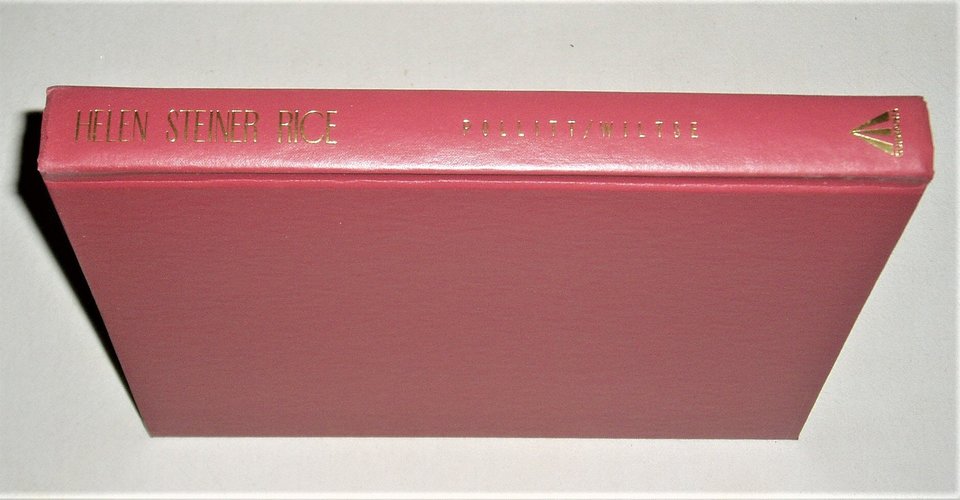 HELEN STEINER RICE
POLLITT/WILTSE